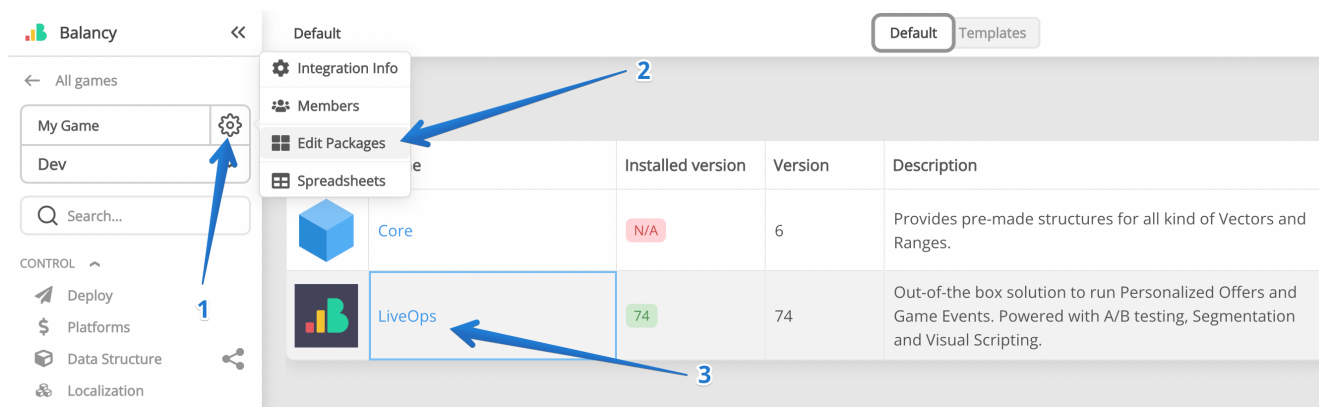 Balancy
Default
Default
Templates
All games
Integration Info
My Game
Members
Dev
Edit Packages
Spreadsheets
Search...
2
e
Installed version
Version
Description
Core
N/A
6
Provides pre-made structures for all kind of Vectors and
Ranges.
CONTROL
Deploy
Platforms
Data Structure
Localization
1
LiveOps
74
74
Out-of-the box solution to run Personalized Offers and
Game Events. Powered with A/B testing, Segmentation
and Visual Scripting.
3